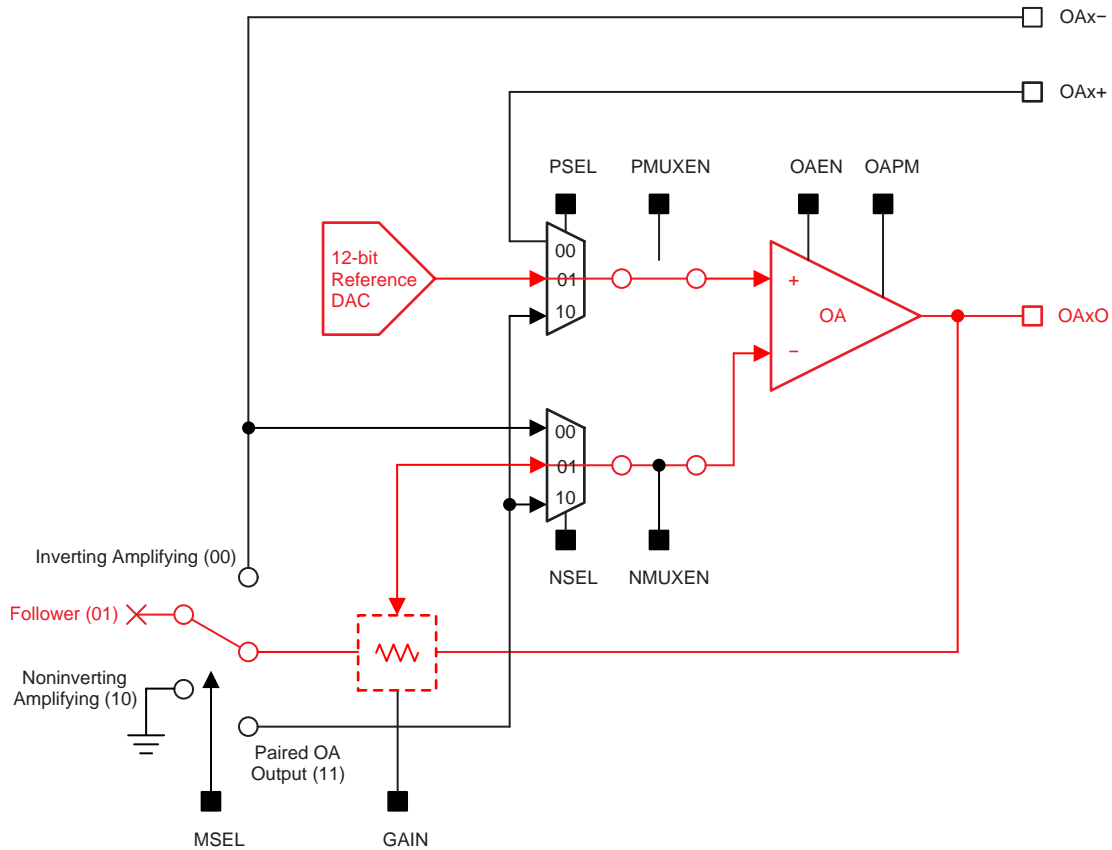 OAx−
OAx+
PSEL
PMUXEN
OAEN
OAPM
12-bit
Reference
DAC
00
01
10
+
OA
−
OAxO
00
01
10
Inverting Amplifying (00)
NSEL
NMUXEN
Follower (01)
Noninverting
Amplifying (10)
Paired OA
Output (11)
MSEL
GAIN